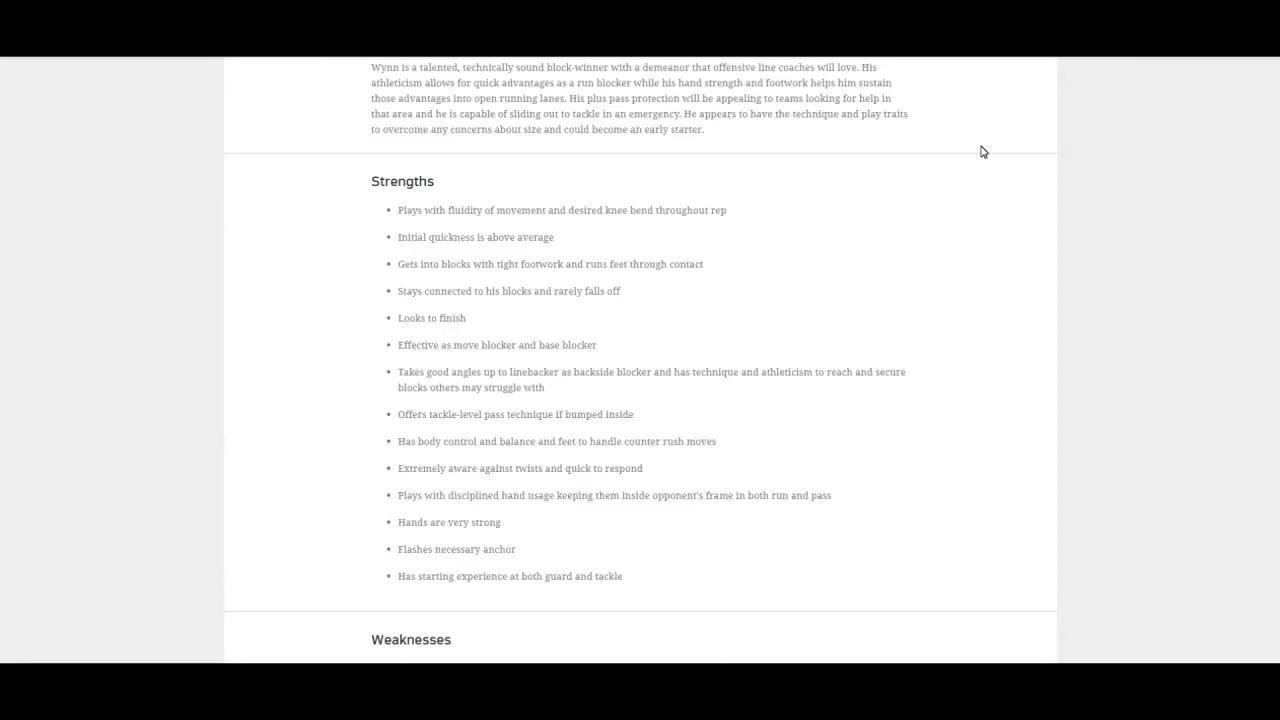 Wynn is a talented, technically sound block-winner with a demeanor that offensive line coaches will love. His
athleticism allows for quick advantages as a run blocker while his hand strength and footwork helps him sustain
those advantages into open running lanes. His plus pass protection will be appealing to teams looking for help in
that area and he is capable of sliding out to tackle in an emergency. He appears to have the technique and play traits
to overcome any concerns about size and could become an early starter.
Strengths
• Plays with fluidity of movement and desired knee bend throughout rep
• Initial quickness is above average
• Gets into blocks with tight footwork and runs feet through contact
• Stays connected to his blocks and rarely falls off
• Looks to finish
• Effective as move blocker and base blocker
• Takes good angles up to linebacker as backside blocker and has technique and athleticism to reach and secure
blocks others may struggle with
• Offers tackle-level pass technique if bumped inside
• Has body control and balance and feet to handle counter rush moves
• Extremely aware against twists and quick to respond
• Plays with disciplined hand usage keeping them inside opponent's frame in both run and pass
• Hands are very strong
• Flashes necessary anchor
• Has starting experience at both guard and tackle
Weaknesses